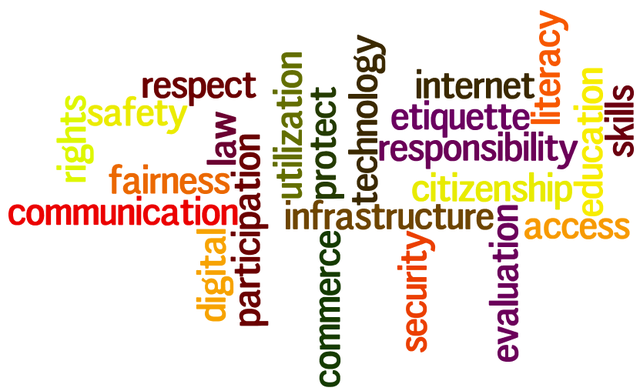 literacy
technology
respect
internet
utilization
education
skills
protect
rights
safety
etiquette
law
responsibility
participation
fairness
citizenship
communication
infrastructure
access
evaluation
digital
commerce
security